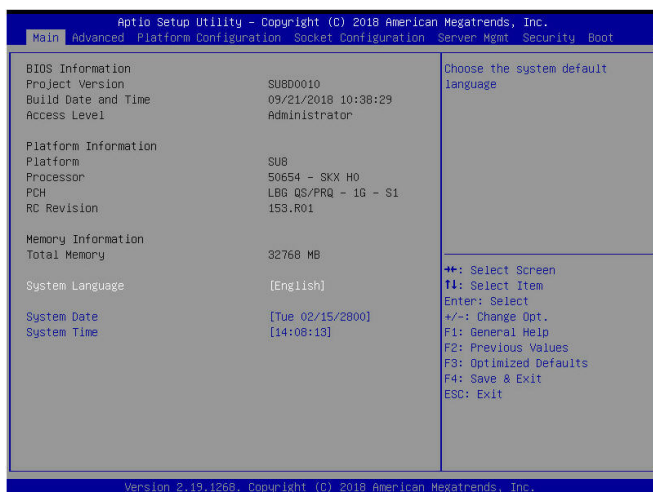 Aptio Setup Utility – Copyright (C) 2018 American Megatrends, Inc.
Main Advanced Platform Configuration Socket Configuration Server Mgmt Security Boot
BIOS Information
Project Version SU8D0010
Build Date and Time 09/21/2018 10:38:29
Access Level Administrator
Platform Information
Platform SU8
Processor 50654 – SKX H0
PCH LBG QS/PRQ – 1G – S1
RC Revision 153.R01
Memory Information
Total Memory 32768 MB
System Language [English]
System Date [Tue 02/15/2800]
System Time [14:08:13]
Choose the system default
language
→←: Select Screen
↑↓: Select Item
Enter: Select
+/-: Change Opt.
F1: General Help
F2: Previous Values
F3: Optimized Defaults
F4: Save & Exit
ESC: Exit
Version 2.19.1268. Copyright (C) 2018 American Megatrends, Inc.